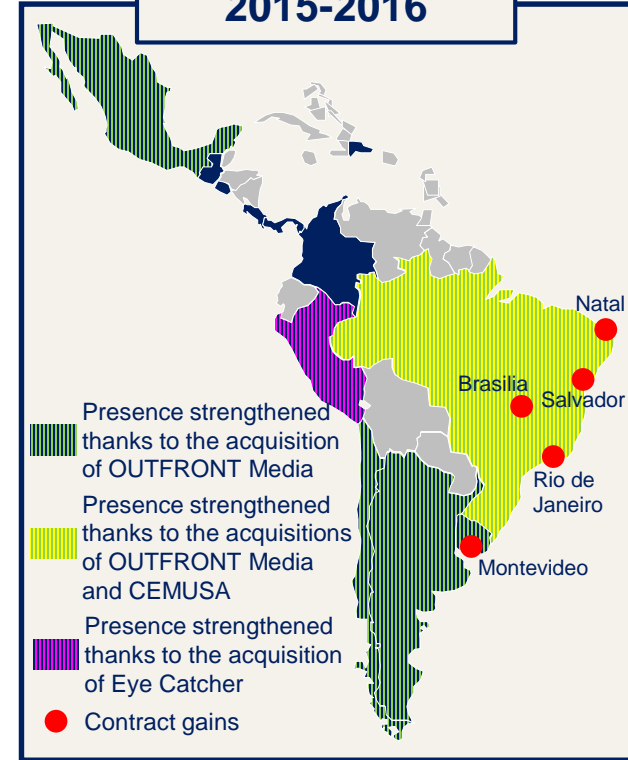 2015-2016
Natal
Brasilia
Salvador
Rio de
Janeiro
Montevideo
Presence strengthened
thanks to the acquisition
of OUTFRONT Media
Presence strengthened
thanks to the acquisitions
of OUTFRONT Media
and CEMUSA
Presence strengthened
thanks to the acquisition
of Eye Catcher
Contract gains